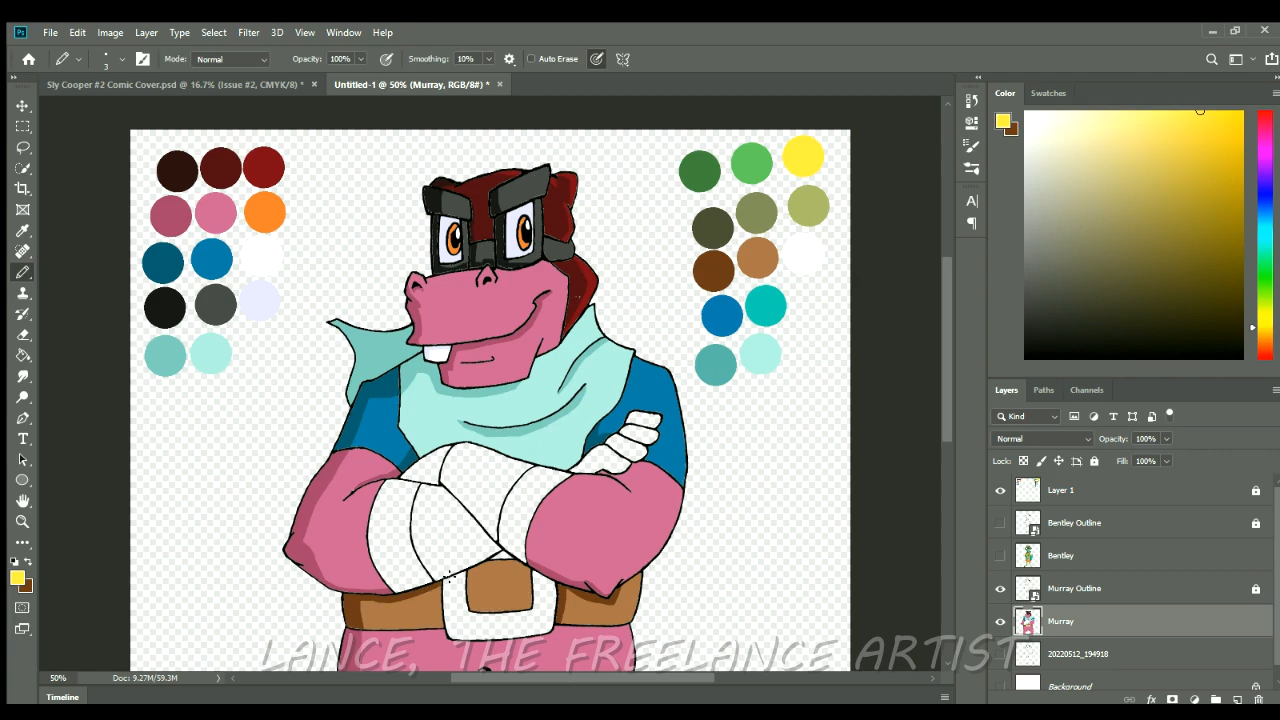 Ps File Edit Image Layer Type Select Filter 3D View Window Help
3 Mode: Normal Opacity: 100% Smoothing: 10% Auto Erase
Sly Cooper #2 Comic Cover.psd @ 16.7% (Issue #2, CMYK/8) * × Untitled-1 @ 50% (Murray, RGB/8#) * ×
Color Swatches
Layers Paths Channels
Kind
Normal Opacity: 100%
Lock: Fill: 100%
Layer 1
Bentley Outline
Bentley
Murray Outline
Murray
20220512_194918
Background
LANCE, THE FREELANCE ARTIST
50% Doc: 9.27M/59.3M
Timeline